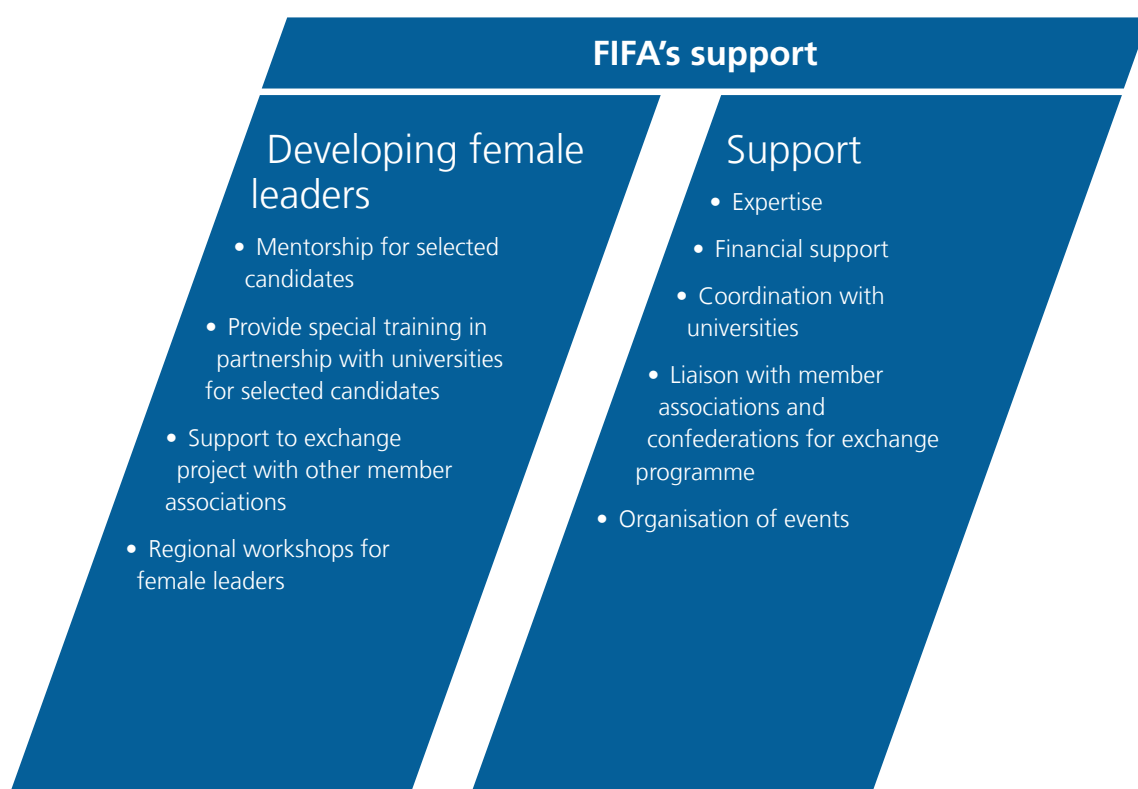 FIFA's support
Developing female
leaders
• Mentorship for selected
candidates
• Provide special training in
partnership with universities
for selected candidates
• Support to exchange
project with other member
associations
• Regional workshops for
female leaders
Support
• Expertise
• Financial support
• Coordination with
universities
• Liaison with member
associations and
confederations for exchange
programme
• Organisation of events